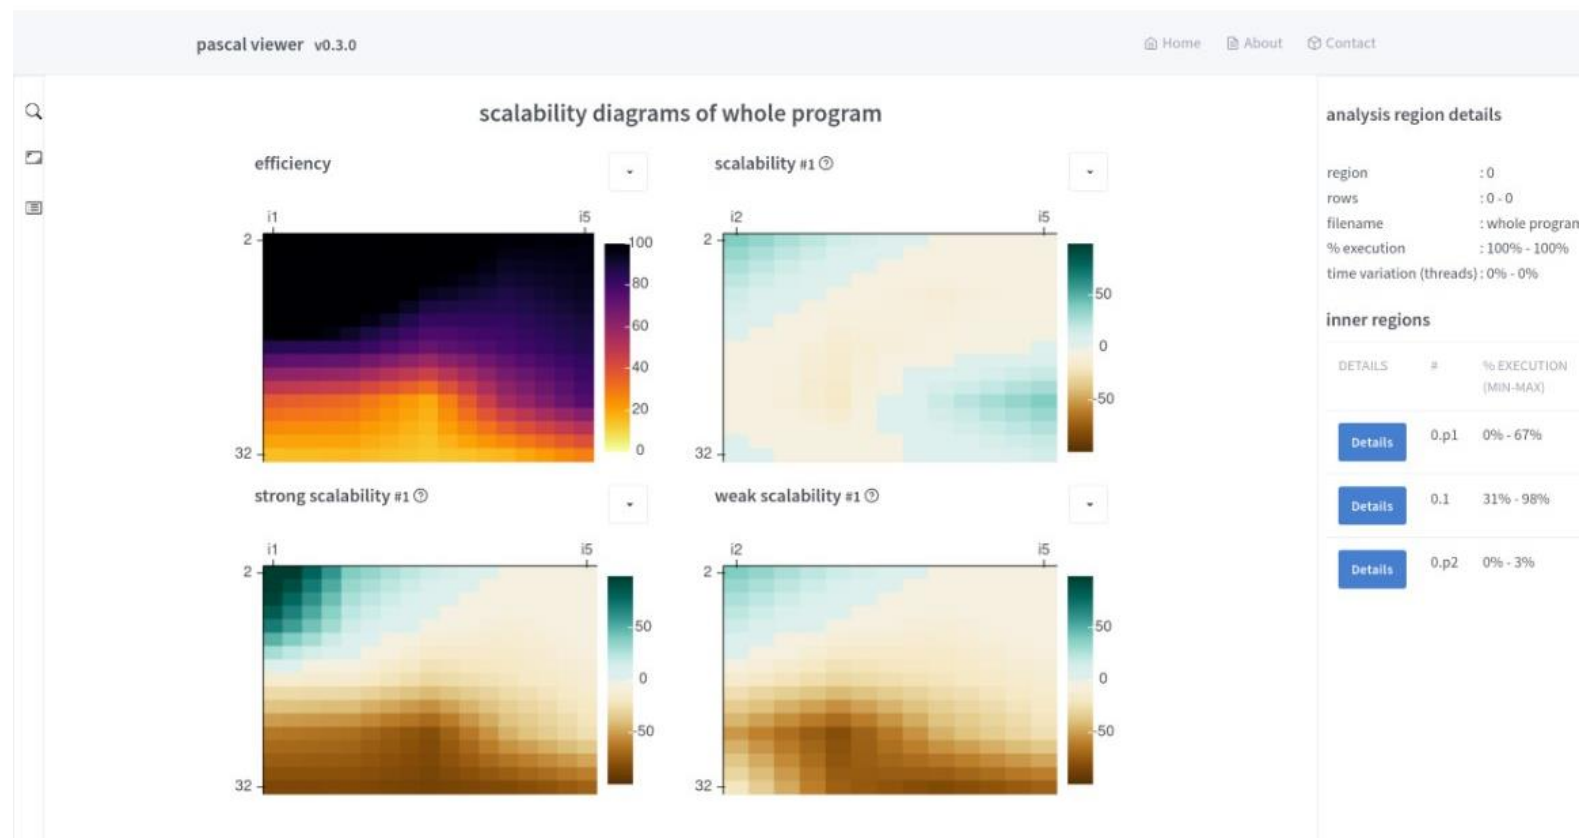 pascal viewer v0.3.0
Home About Contact
scalability diagrams of whole program
efficiency
i1 i5
2
32
100
80
60
40
20
0
scalability #1
i2 i5
2
32
50
0
-50
strong scalability #1
i1 i5
2
32
50
0
-50
weak scalability #1
i2 i5
2
32
50
0
-50
analysis region details
region : 0
rows : 0 - 0
filename : whole program
% execution : 100% - 100%
time variation (threads) : 0% - 0%
inner regions
DETAILS # % EXECUTION
(MIN-MAX)
Details 0.p1 0% - 67%
Details 0.1 31% - 98%
Details 0.p2 0% - 3%